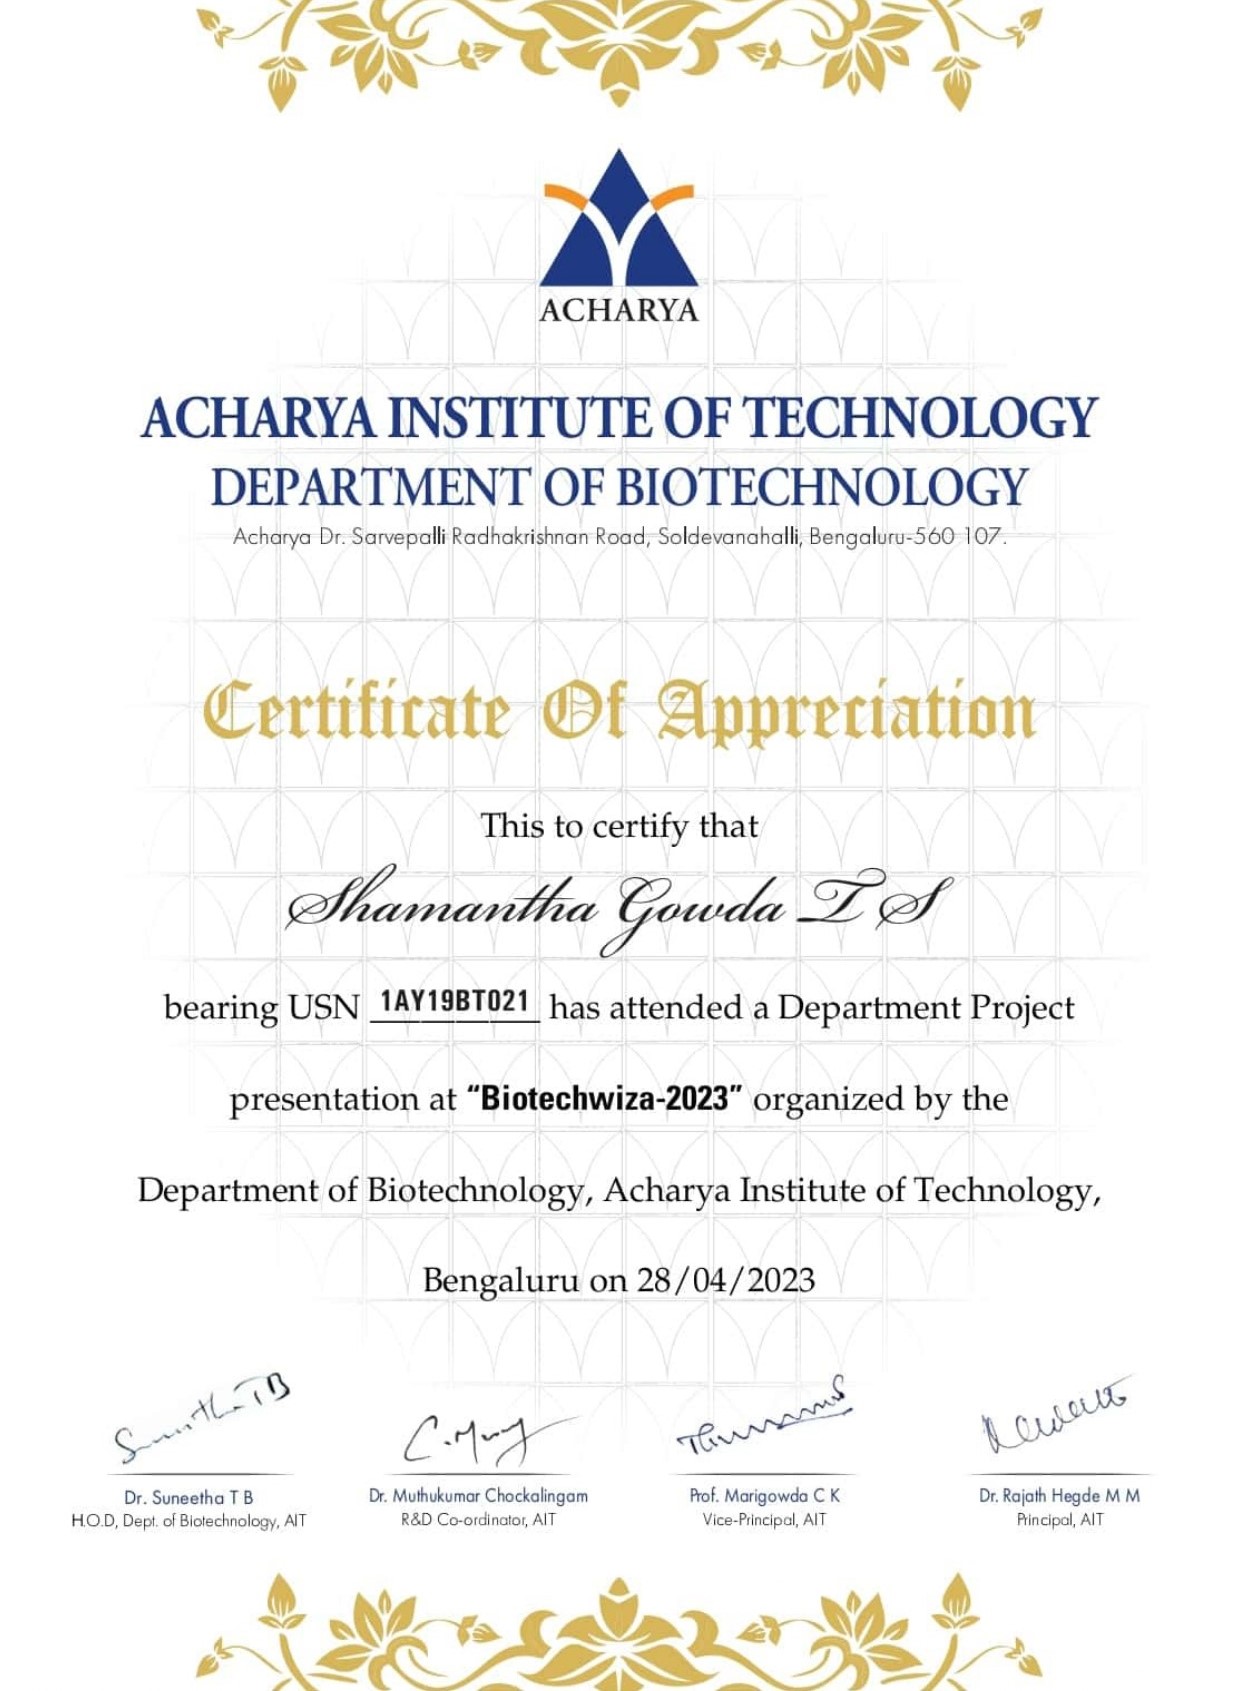 ACHARYA
ACHARYA INSTITUTE OF TECHNOLOGY
DEPARTMENT OF BIOTECHNOLOGY
Acharya Dr. Sarvepalli Radhakrishnan Road, Soldevanahalli, Bengaluru-560 107.
Certificate Of Appreciation
This to certify that
Shamantha Gowda T S
bearing USN 1AY19BT021 has attended a Department Project
presentation at “Biotechwiza-2023” organized by the
Department of Biotechnology, Acharya Institute of Technology,
Bengaluru on 28/04/2023
Dr. Suneetha T B Dr. Muthukumar Chockalingam Prof. Marigowda C K Dr. Rajath Hegde M M
H.O.D, Dept. of Biotechnology, AIT R&D Co-ordinator, AIT Vice-Principal, AIT Principal, AIT